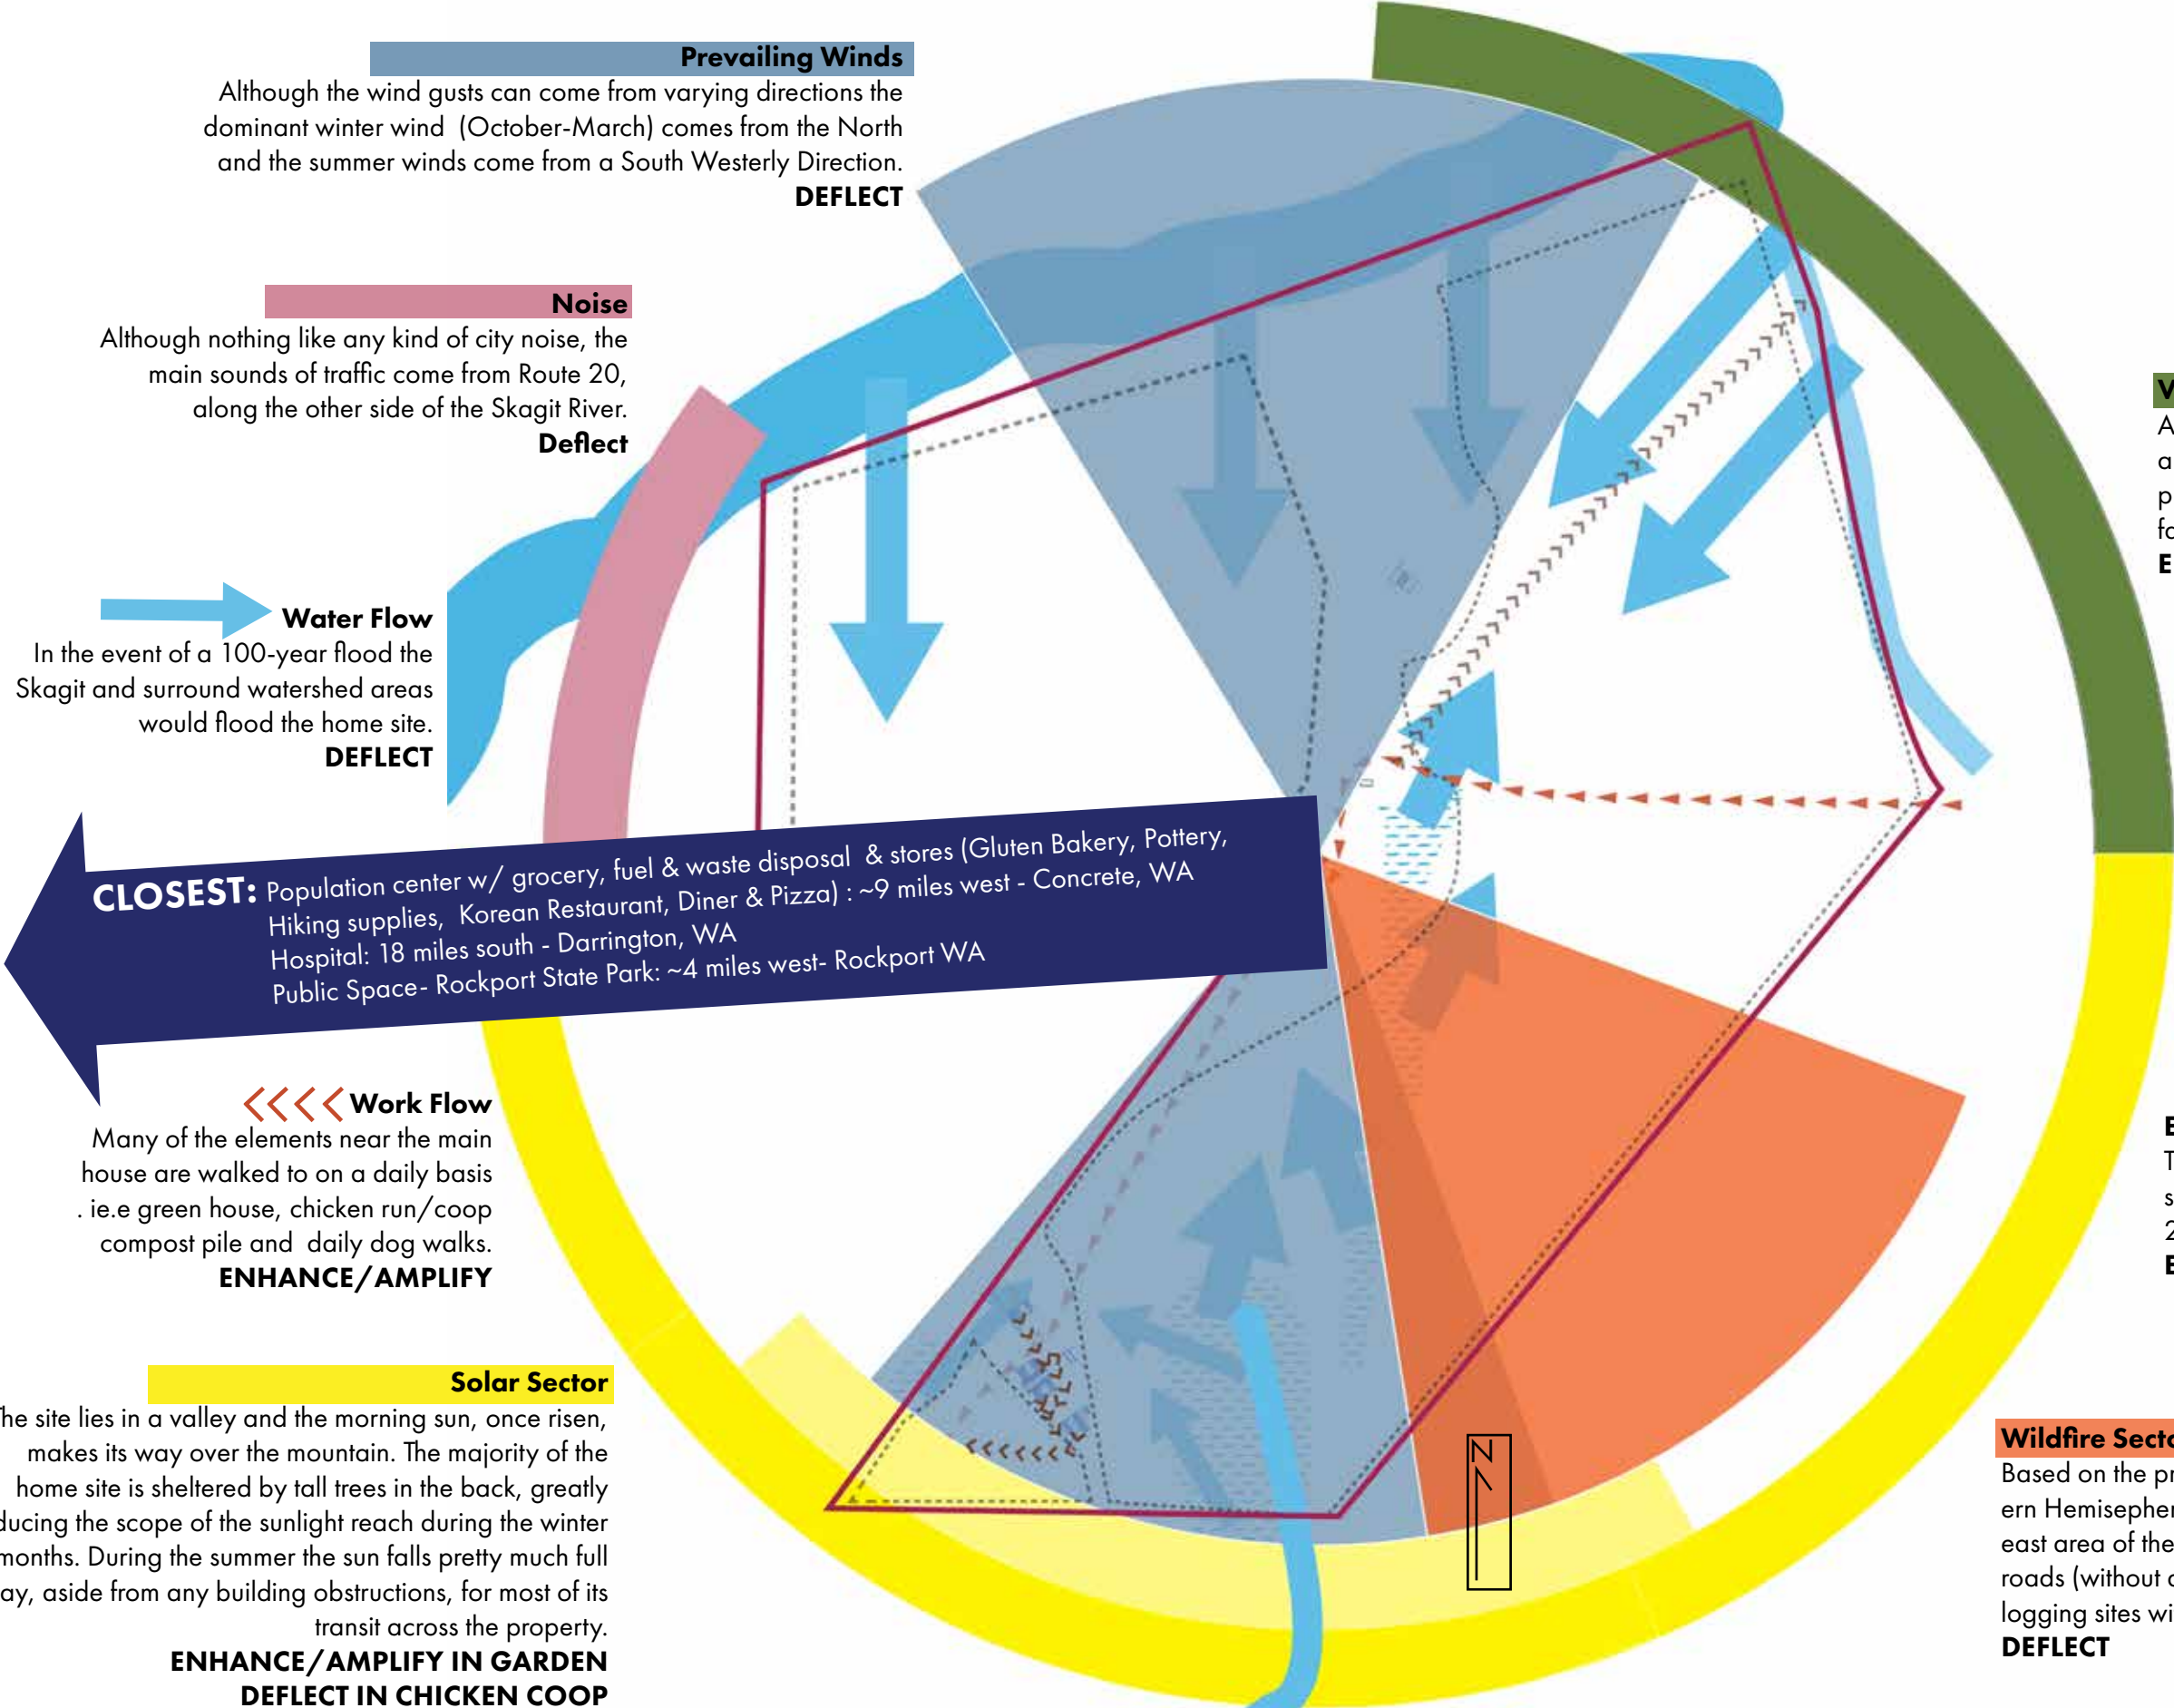 Prevailing Winds
Although the wind gusts can come from varying directions the
dominant winter wind (October-March) comes from the North
and the summer winds come from a South Westerly Direction.
DEFLECT
Noise
Although nothing like any kind of city noise, the
main sounds of traffic come from Route 20,
along the other side of the Skagit River.
Deflect
Water Flow
In the event of a 100-year flood the
Skagit and surround watershed areas
would flood the home site.
DEFLECT
CLOSEST: Population center w/ grocery, fuel & waste disposal & stores (Gluten Bakery, Pottery,
Hiking supplies, Korean Restaurant, Diner & Pizza) : ~9 miles west - Concrete, WA
Hospital: 18 miles south - Darrington, WA
Public Space- Rockport State Park: ~4 miles west- Rockport WA
Work Flow
Many of the elements near the main
house are walked to on a daily basis
. ie.e green house, chicken run/coop
compost pile and daily dog walks.
ENHANCE/AMPLIFY
Solar Sector
The site lies in a valley and the morning sun, once risen,
makes its way over the mountain. The majority of the
home site is sheltered by tall trees in the back, greatly
ducing the scope of the sunlight reach during the winter
months. During the summer the sun falls pretty much full
ay, aside from any building obstructions, for most of its
transit across the property.
ENHANCE/AMPLIFY IN GARDEN
DEFLECT IN CHICKEN COOP
N
Wildfire Secto
Based on the pr
ern Hemisepher
east area of the
roads (without
logging sites wi
DEFLECT